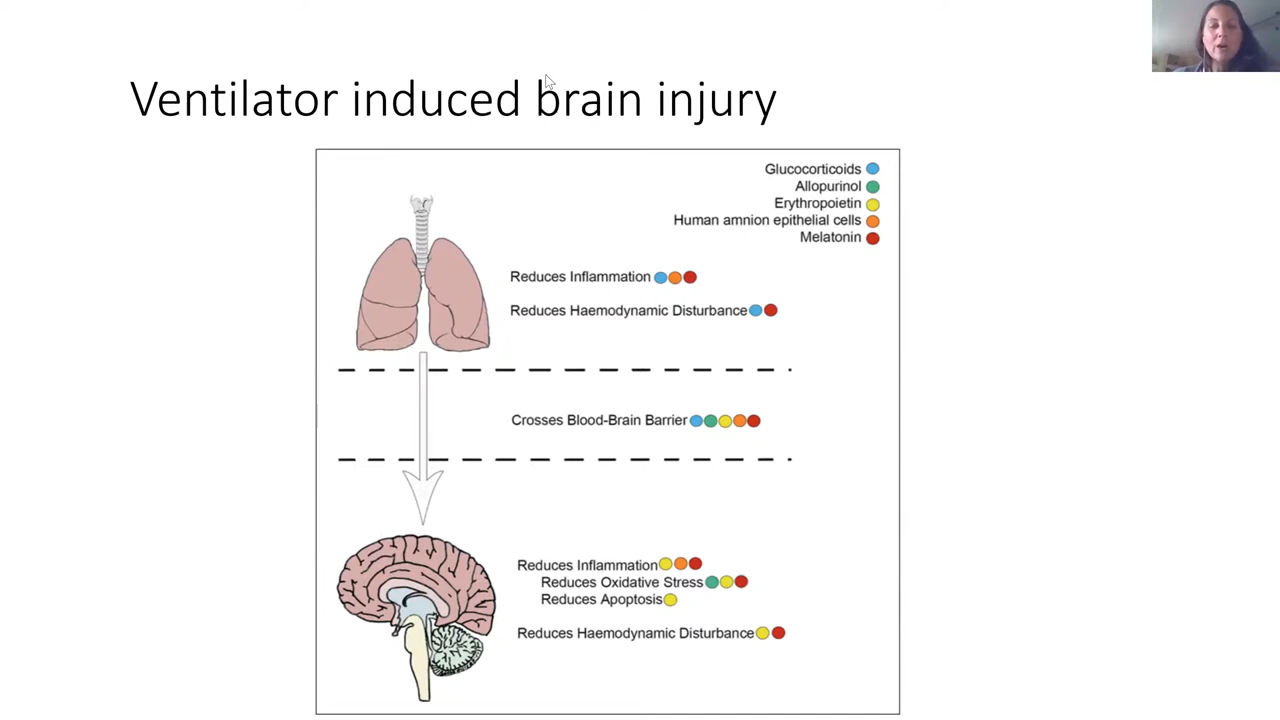 Ventilator induced brain injury
Glucocorticoids
Allopurinol
Erythropoietin
Human amnion epithelial cells
Melatonin
Reduces Inflammation
Reduces Haemodynamic Disturbance
Crosses Blood-Brain Barrier
Reduces Inflammation
Reduces Oxidative Stress
Reduces Apoptosis
Reduces Haemodynamic Disturbance